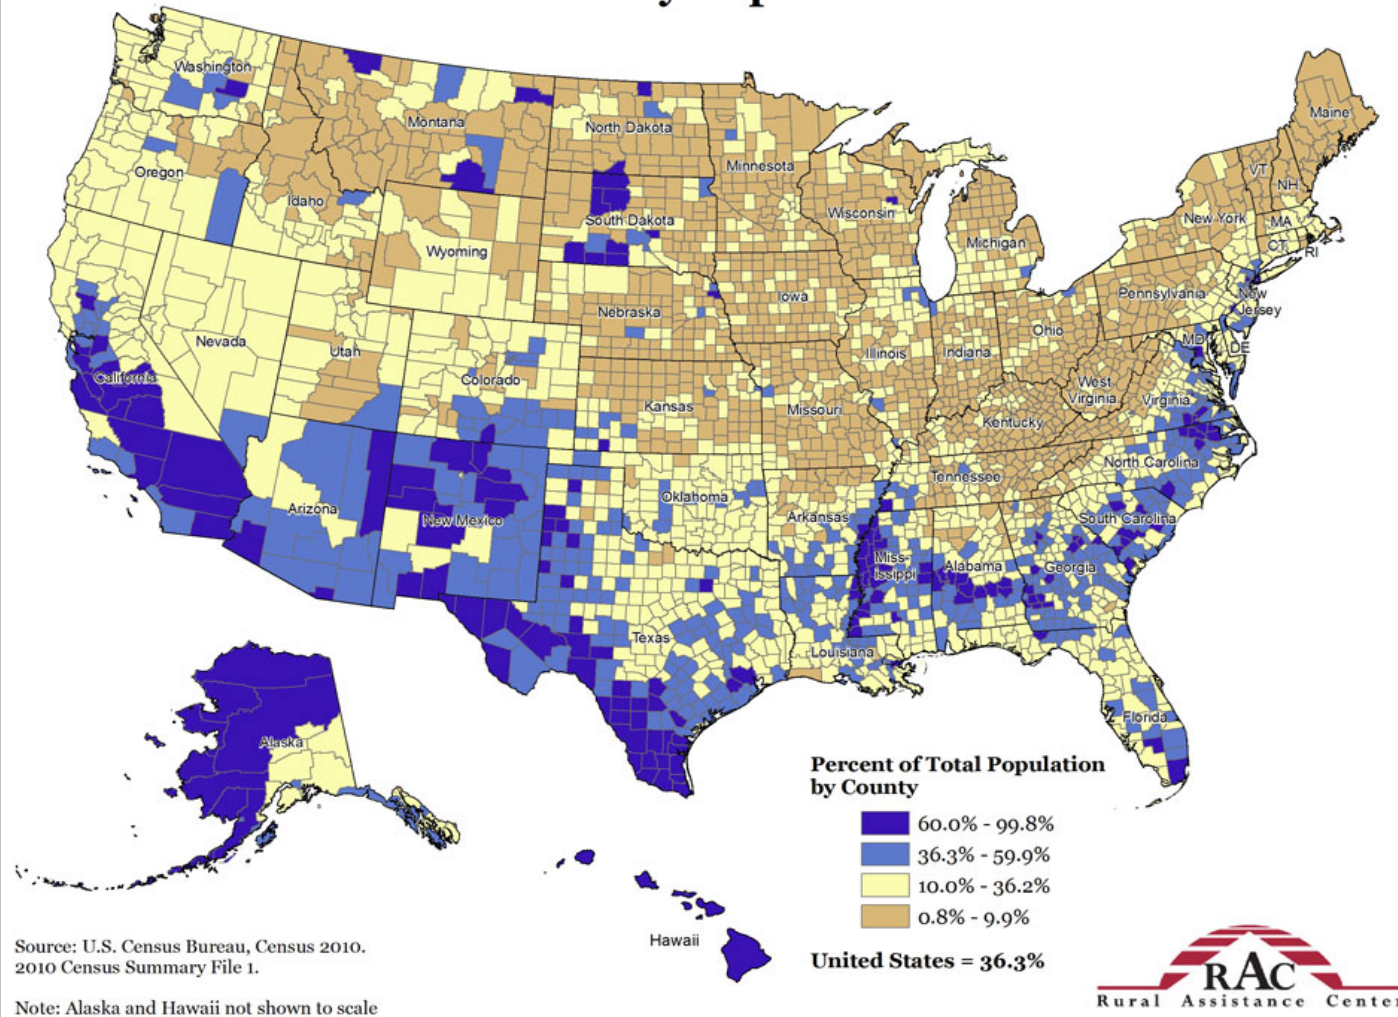 Washington
Montana
North Dakota
Minnesota
Maine
Oregon
Idaho
VT
NH
South Dakota
Wisconsin
New York
MA
Wyoming
Michigan
CT
RI
Iowa
Pennsylvania
New
Jersey
Nebraska
Ohio
Nevada
Utah
Illinois
Indiana
MD
DE
California
Colorado
West
Virginia
Virginia
Kansas
Missouri
Kentucky
North Carolina
Tennessee
Oklahoma
Arizona
New Mexico
Arkansas
South Carolina
Miss-
issippi
Alabama
Georgia
Texas
Louisiana
Florida
Alaska
Hawaii
Percent of Total Population
by County
60.0% - 99.8%
36.3% - 59.9%
10.0% - 36.2%
0.8% - 9.9%
United States = 36.3%
Source: U.S. Census Bureau, Census 2010.
2010 Census Summary File 1.
Note: Alaska and Hawaii not shown to scale
RAC
Rural Assistance Center